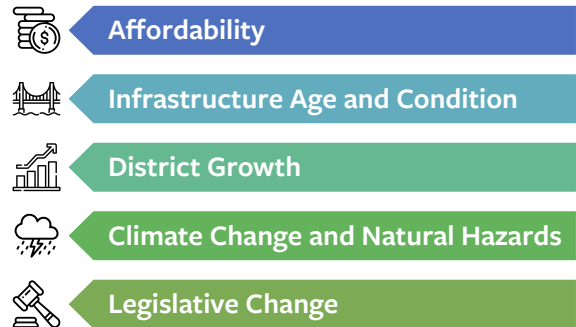 Affordability
Infrastructure Age and Condition
District Growth
Climate Change and Natural Hazards
Legislative Change